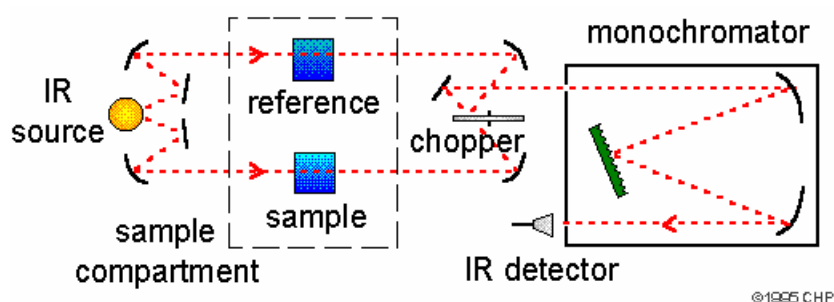 monochromator
IR
source
reference
chopper
sample
sample
compartment
IR detector
©1995 CHP